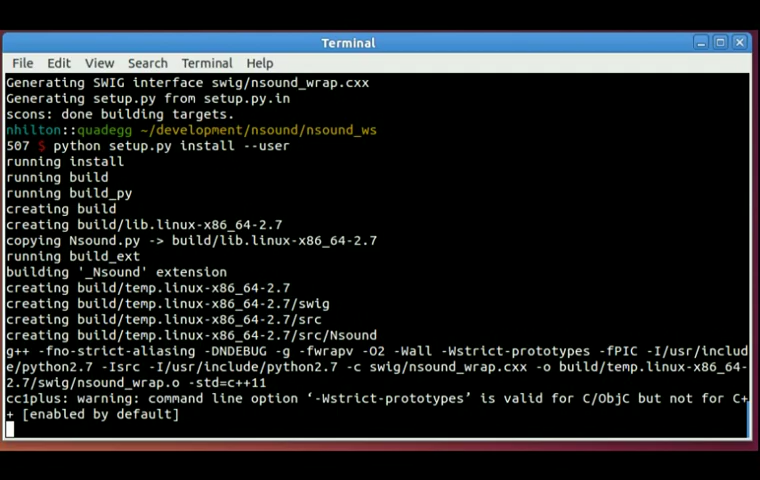 Terminal
File Edit View Search Terminal Help
Generating SWIG interface swig/nsound_wrap.cxx
Generating setup.py from setup.py.in
scons: done building targets.
nhilton::quadegg ~/development/nsound/nsound_ws
507 $ python setup.py install --user
running install
running build
running build_py
creating build
creating build/lib.linux-x86_64-2.7
copying Nsound.py -> build/lib.linux-x86_64-2.7
running build_ext
building '_Nsound' extension
creating build/temp.linux-x86_64-2.7
creating build/temp.linux-x86_64-2.7/swig
creating build/temp.linux-x86_64-2.7/src
creating build/temp.linux-x86_64-2.7/src/Nsound
g++ -fno-strict-aliasing -DNDEBUG -g -fwrapv -O2 -Wall -Wstrict-prototypes -fPIC -I/usr/includ
e/python2.7 -Isrc -I/usr/include/python2.7 -c swig/nsound_wrap.cxx -o build/temp.linux-x86_64-
2.7/swig/nsound_wrap.o -std=c++11
cc1plus: warning: command line option ‘-Wstrict-prototypes’ is valid for C/ObjC but not for C+
+ [enabled by default]